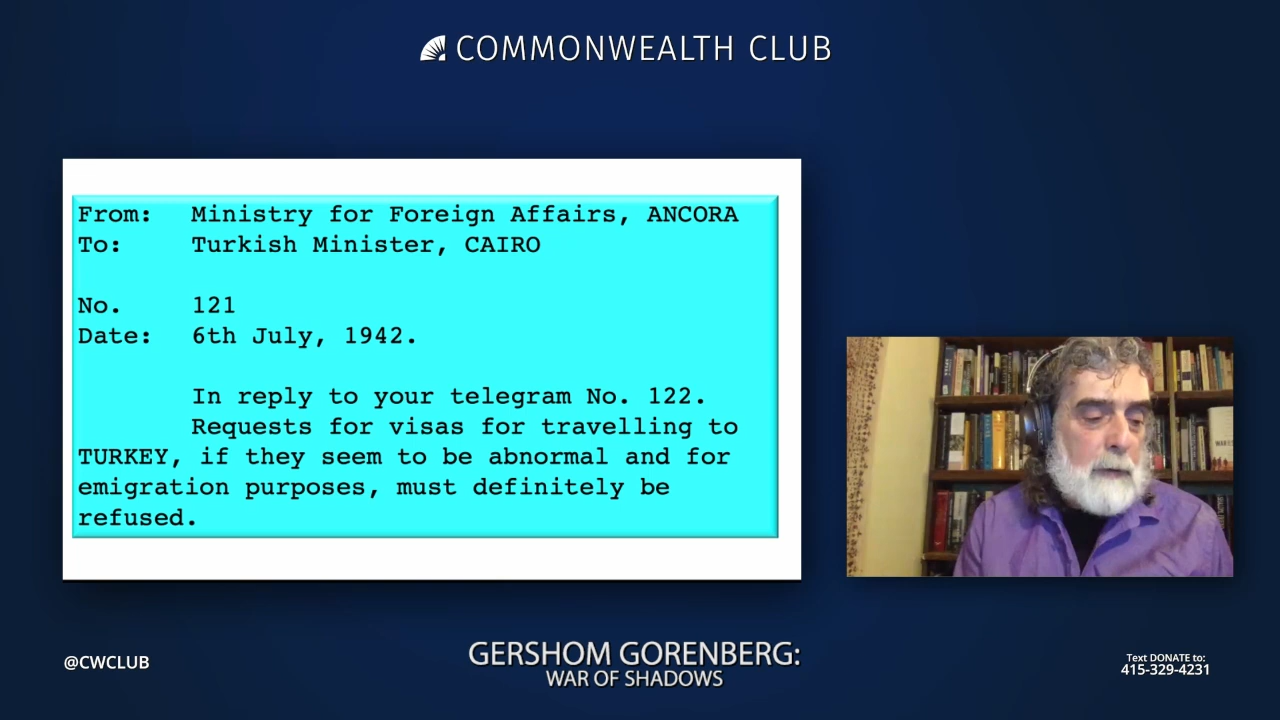 COMMONWEALTH CLUB
From: Ministry for Foreign Affairs, ANCORA
To: Turkish Minister, CAIRO
No. 121
Date: 6th July, 1942.
In reply to your telegram No. 122.
Requests for visas for travelling to
TURKEY, if they seem to be abnormal and for
emigration purposes, must definitely be
refused.
@CWCLUB
GERSHOM GORENBERG:
WAR OF SHADOWS
Text DONATE to:
415-329-4231